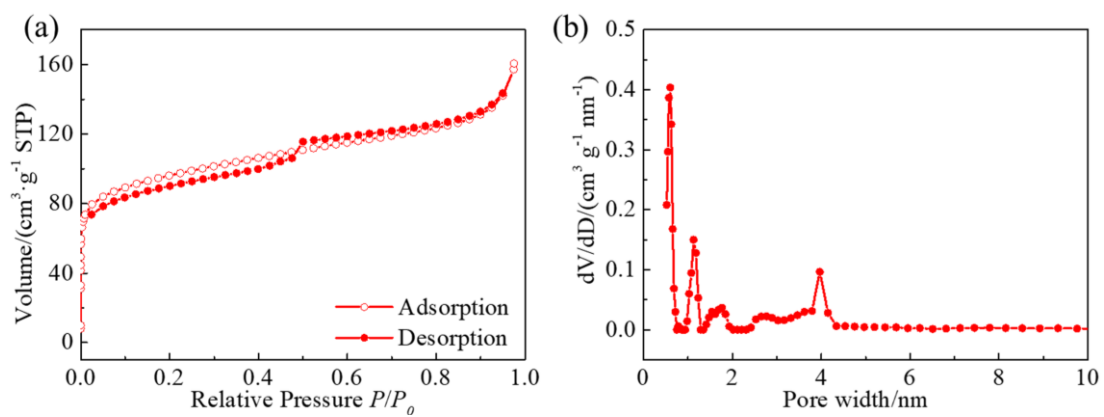 (a)
Volume/(cm³·g⁻¹ STP)
160
120
80
40
0
Adsorption
Desorption
0.0 0.2 0.4 0.6 0.8 1.0
Relative Pressure P/P₀
(b)
dV/dD/(cm³ g⁻¹ nm⁻¹)
0.5
0.4
0.3
0.2
0.1
0.0
0 2 4 6 8 10
Pore width/nm